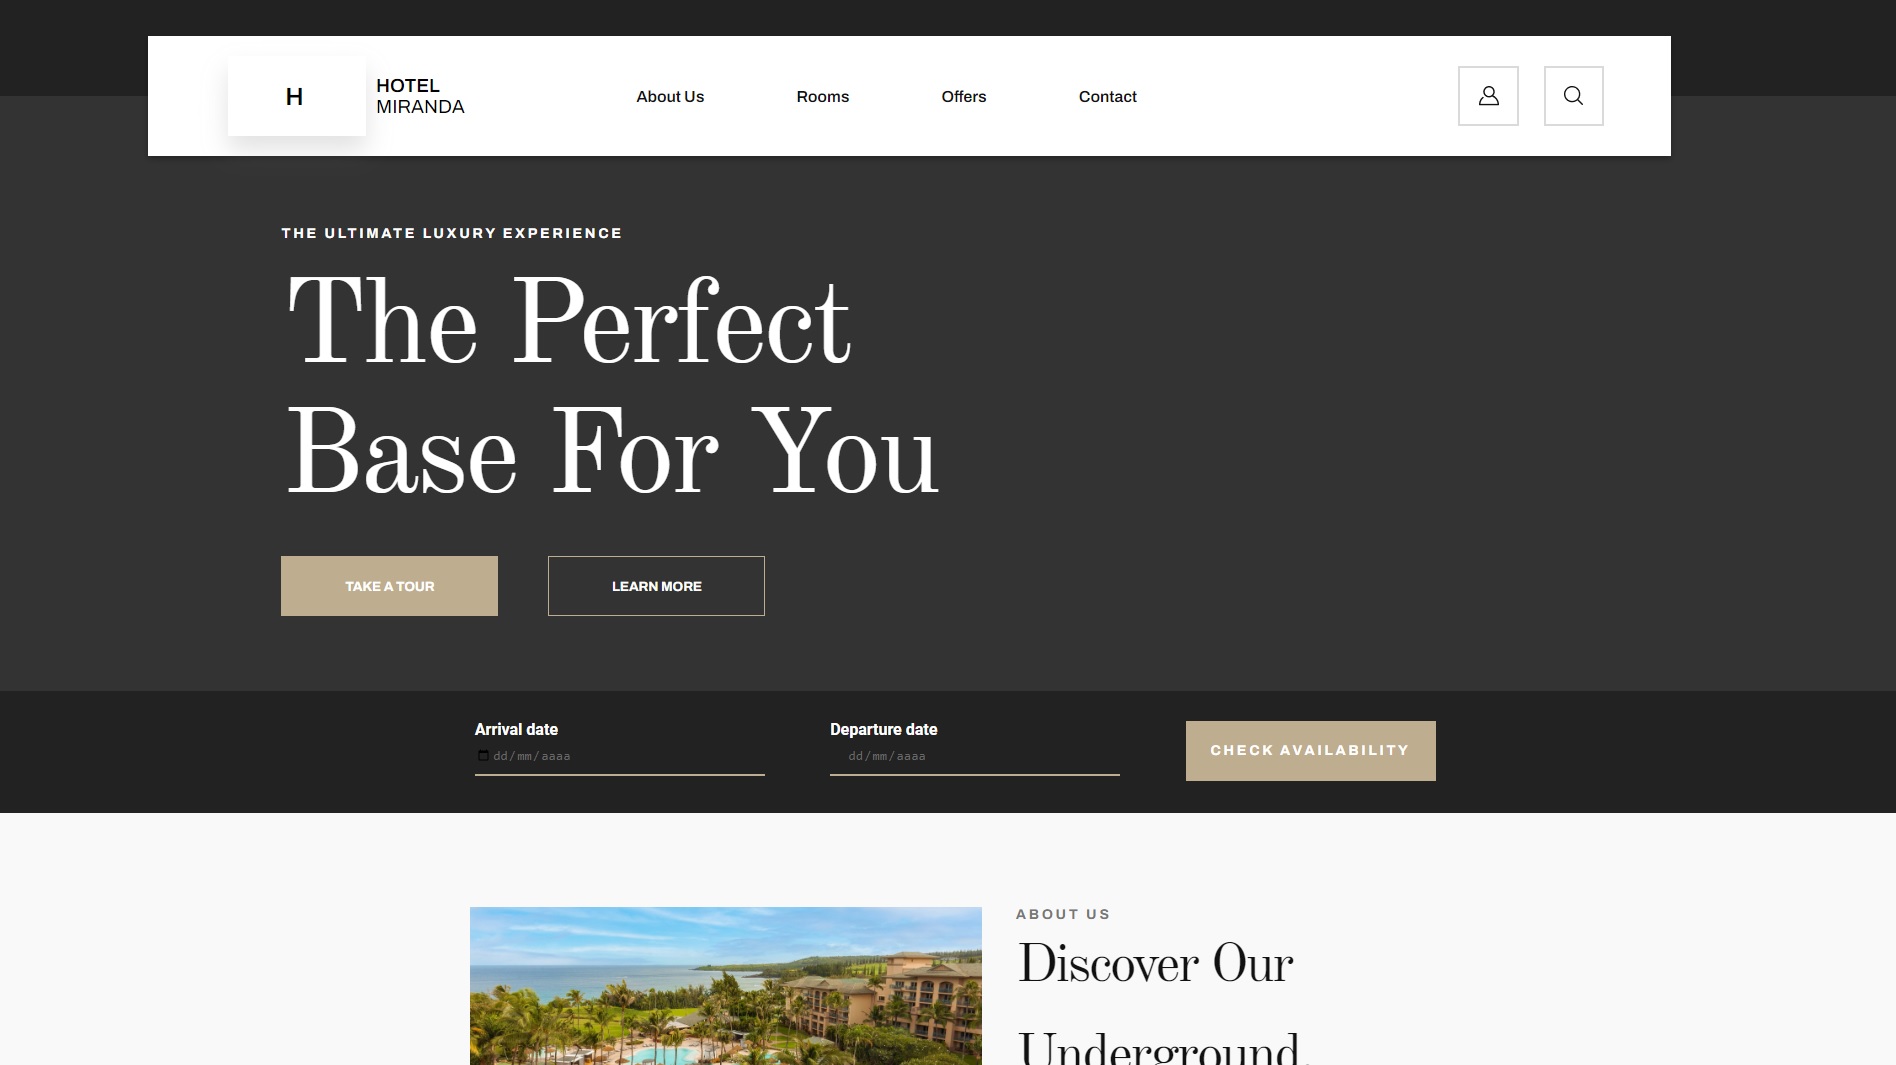 H
HOTEL
MIRANDA
About Us
Rooms
Offers
Contact
THE ULTIMATE LUXURY EXPERIENCE
The Perfect
Base For You
TAKE A TOUR
LEARN MORE
Arrival date
Departure date
dd/mm/aaaa
dd/mm/aaaa
CHECK AVAILABILITY
ABOUT US
Discover Our
Underground.